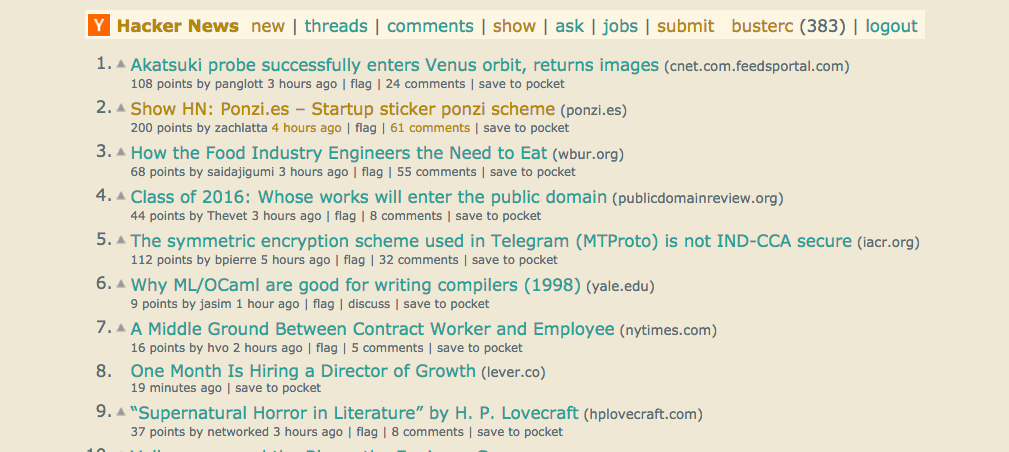 Y Hacker News new | threads | comments | show | ask | jobs | submit busterc (383) | logout
1. Akatsuki probe successfully enters Venus orbit, returns images (cnet.com.feedsportal.com)
108 points by panglott 3 hours ago | flag | 24 comments | save to pocket
2. Show HN: Ponzi.es – Startup sticker ponzi scheme (ponzi.es)
200 points by zachlatta 4 hours ago | flag | 61 comments | save to pocket
3. How the Food Industry Engineers the Need to Eat (wbur.org)
68 points by saidajigumi 3 hours ago | flag | 55 comments | save to pocket
4. Class of 2016: Whose works will enter the public domain (publicdomainreview.org)
44 points by Thevet 3 hours ago | flag | 8 comments | save to pocket
5. The symmetric encryption scheme used in Telegram (MTProto) is not IND-CCA secure (iacr.org)
112 points by bpierre 5 hours ago | flag | 32 comments | save to pocket
6. Why ML/OCaml are good for writing compilers (1998) (yale.edu)
9 points by jasim 1 hour ago | flag | discuss | save to pocket
7. A Middle Ground Between Contract Worker and Employee (nytimes.com)
16 points by hvo 2 hours ago | flag | 5 comments | save to pocket
8. One Month Is Hiring a Director of Growth (lever.co)
19 minutes ago | save to pocket
9. “Supernatural Horror in Literature” by H. P. Lovecraft (hplovecraft.com)
37 points by networked 3 hours ago | flag | 8 comments | save to pocket